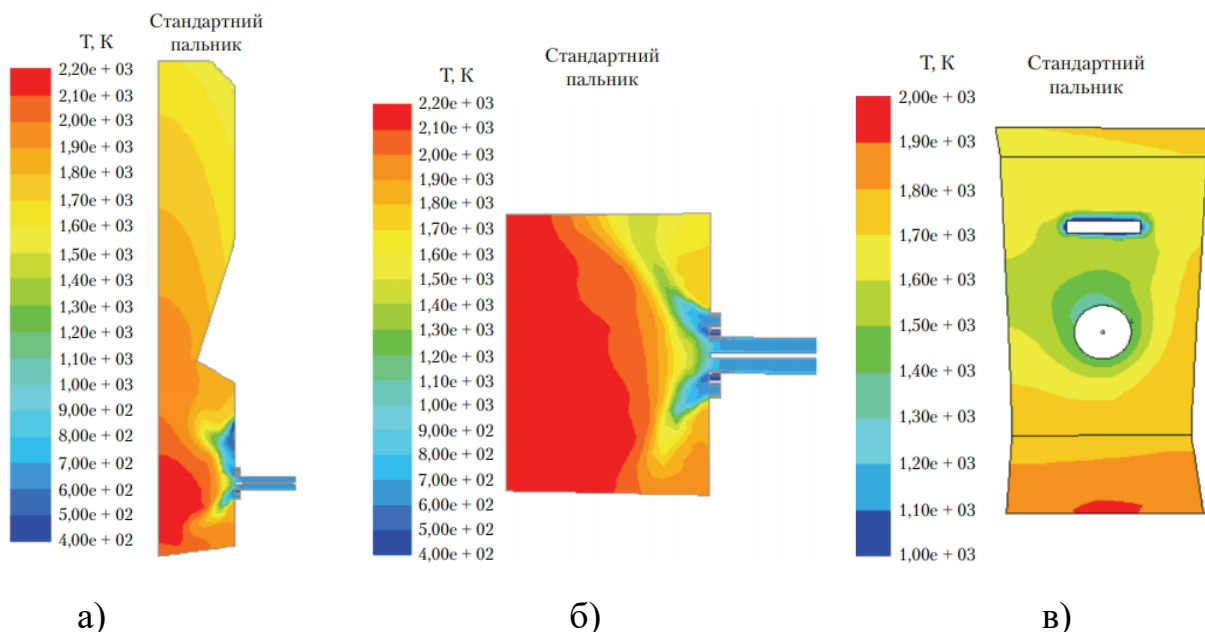 Стандартний
пальник
T, K
2,20e + 03
2,10e + 03
2,00e + 03
1,90e + 03
1,80e + 03
1,70e + 03
1,60e + 03
1,50e + 03
1,40e + 03
1,30e + 03
1,20e + 03
1,10e + 03
1,00e + 03
9,00e + 02
8,00e + 02
7,00e + 02
6,00e + 02
5,00e + 02
4,00e + 02
а)
Стандартний
пальник
T, K
2,20e + 03
2,10e + 03
2,00e + 03
1,90e + 03
1,80e + 03
1,70e + 03
1,60e + 03
1,50e + 03
1,40e + 03
1,30e + 03
1,20e + 03
1,10e + 03
1,00e + 03
9,00e + 02
8,00e + 02
7,00e + 02
6,00e + 02
5,00e + 02
4,00e + 02
б)
Стандартний
пальник
T, K
2,00e + 03
1,90e + 03
1,80e + 03
1,70e + 03
1,60e + 03
1,50e + 03
1,40e + 03
1,30e + 03
1,20e + 03
1,10e + 03
1,00e + 03
в)